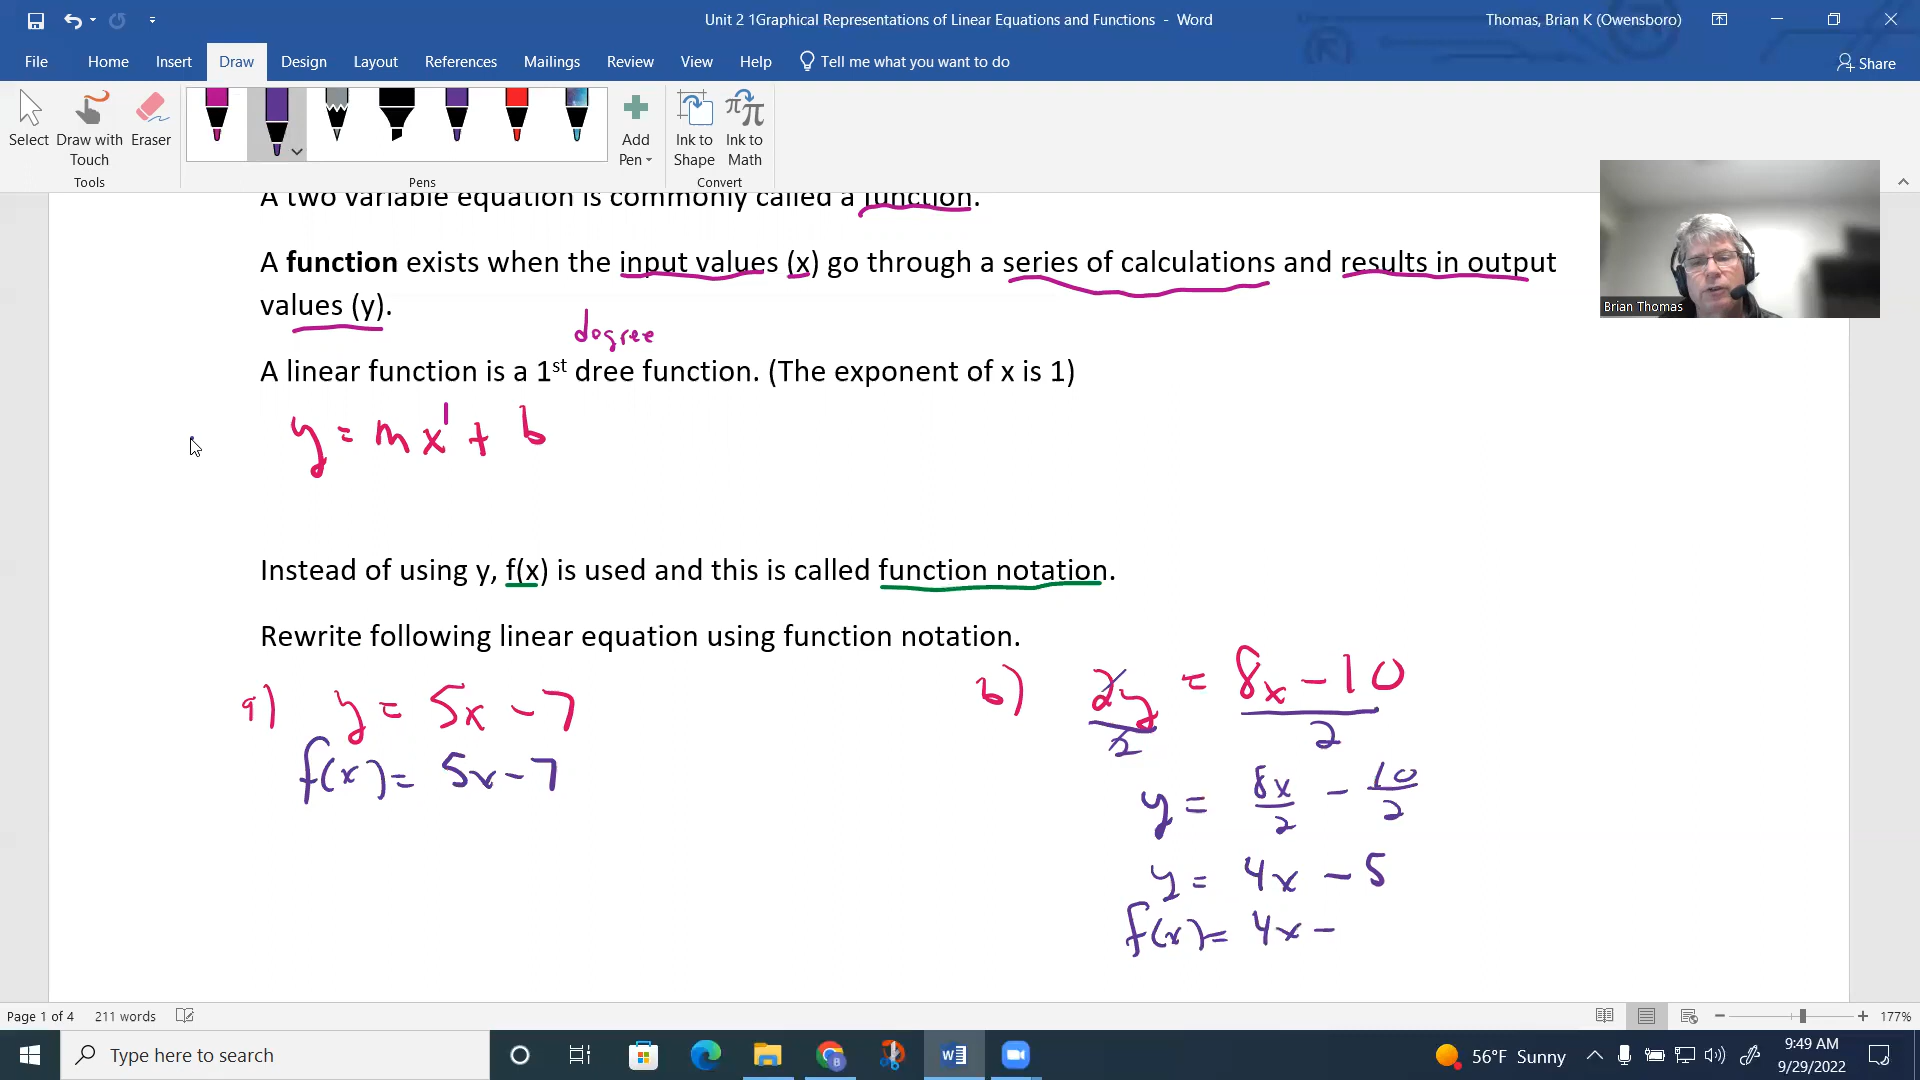 Unit 2 1Graphical Representations of Linear Equations and Functions - Word
Thomas, Brian K (Owensboro)
File Home Insert Draw Design Layout References Mailings Review View Help Tell me what you want to do
Share
Select
Draw with Touch
Eraser
Add Pen
Ink to Shape
Ink to Math
Tools
Pens
Convert
Brian Thomas
A two variable equation is commonly called a function.
A function exists when the input values (x) go through a series of calculations and results in output
values (y).
degree
A linear function is a 1st dree function. (The exponent of x is 1)
y = mx^1 + b
Instead of using y, f(x) is used and this is called function notation.
Rewrite following linear equation using function notation.
a) y = 5x - 7
f(x) = 5x - 7
b) 2y/2 = 8x - 10/2
y = 8x/2 - 10/2
y = 4x - 5
f(x) = 4x -
Page 1 of 4 211 words
177%
Type here to search
56°F Sunny
9:49 AM
9/29/2022